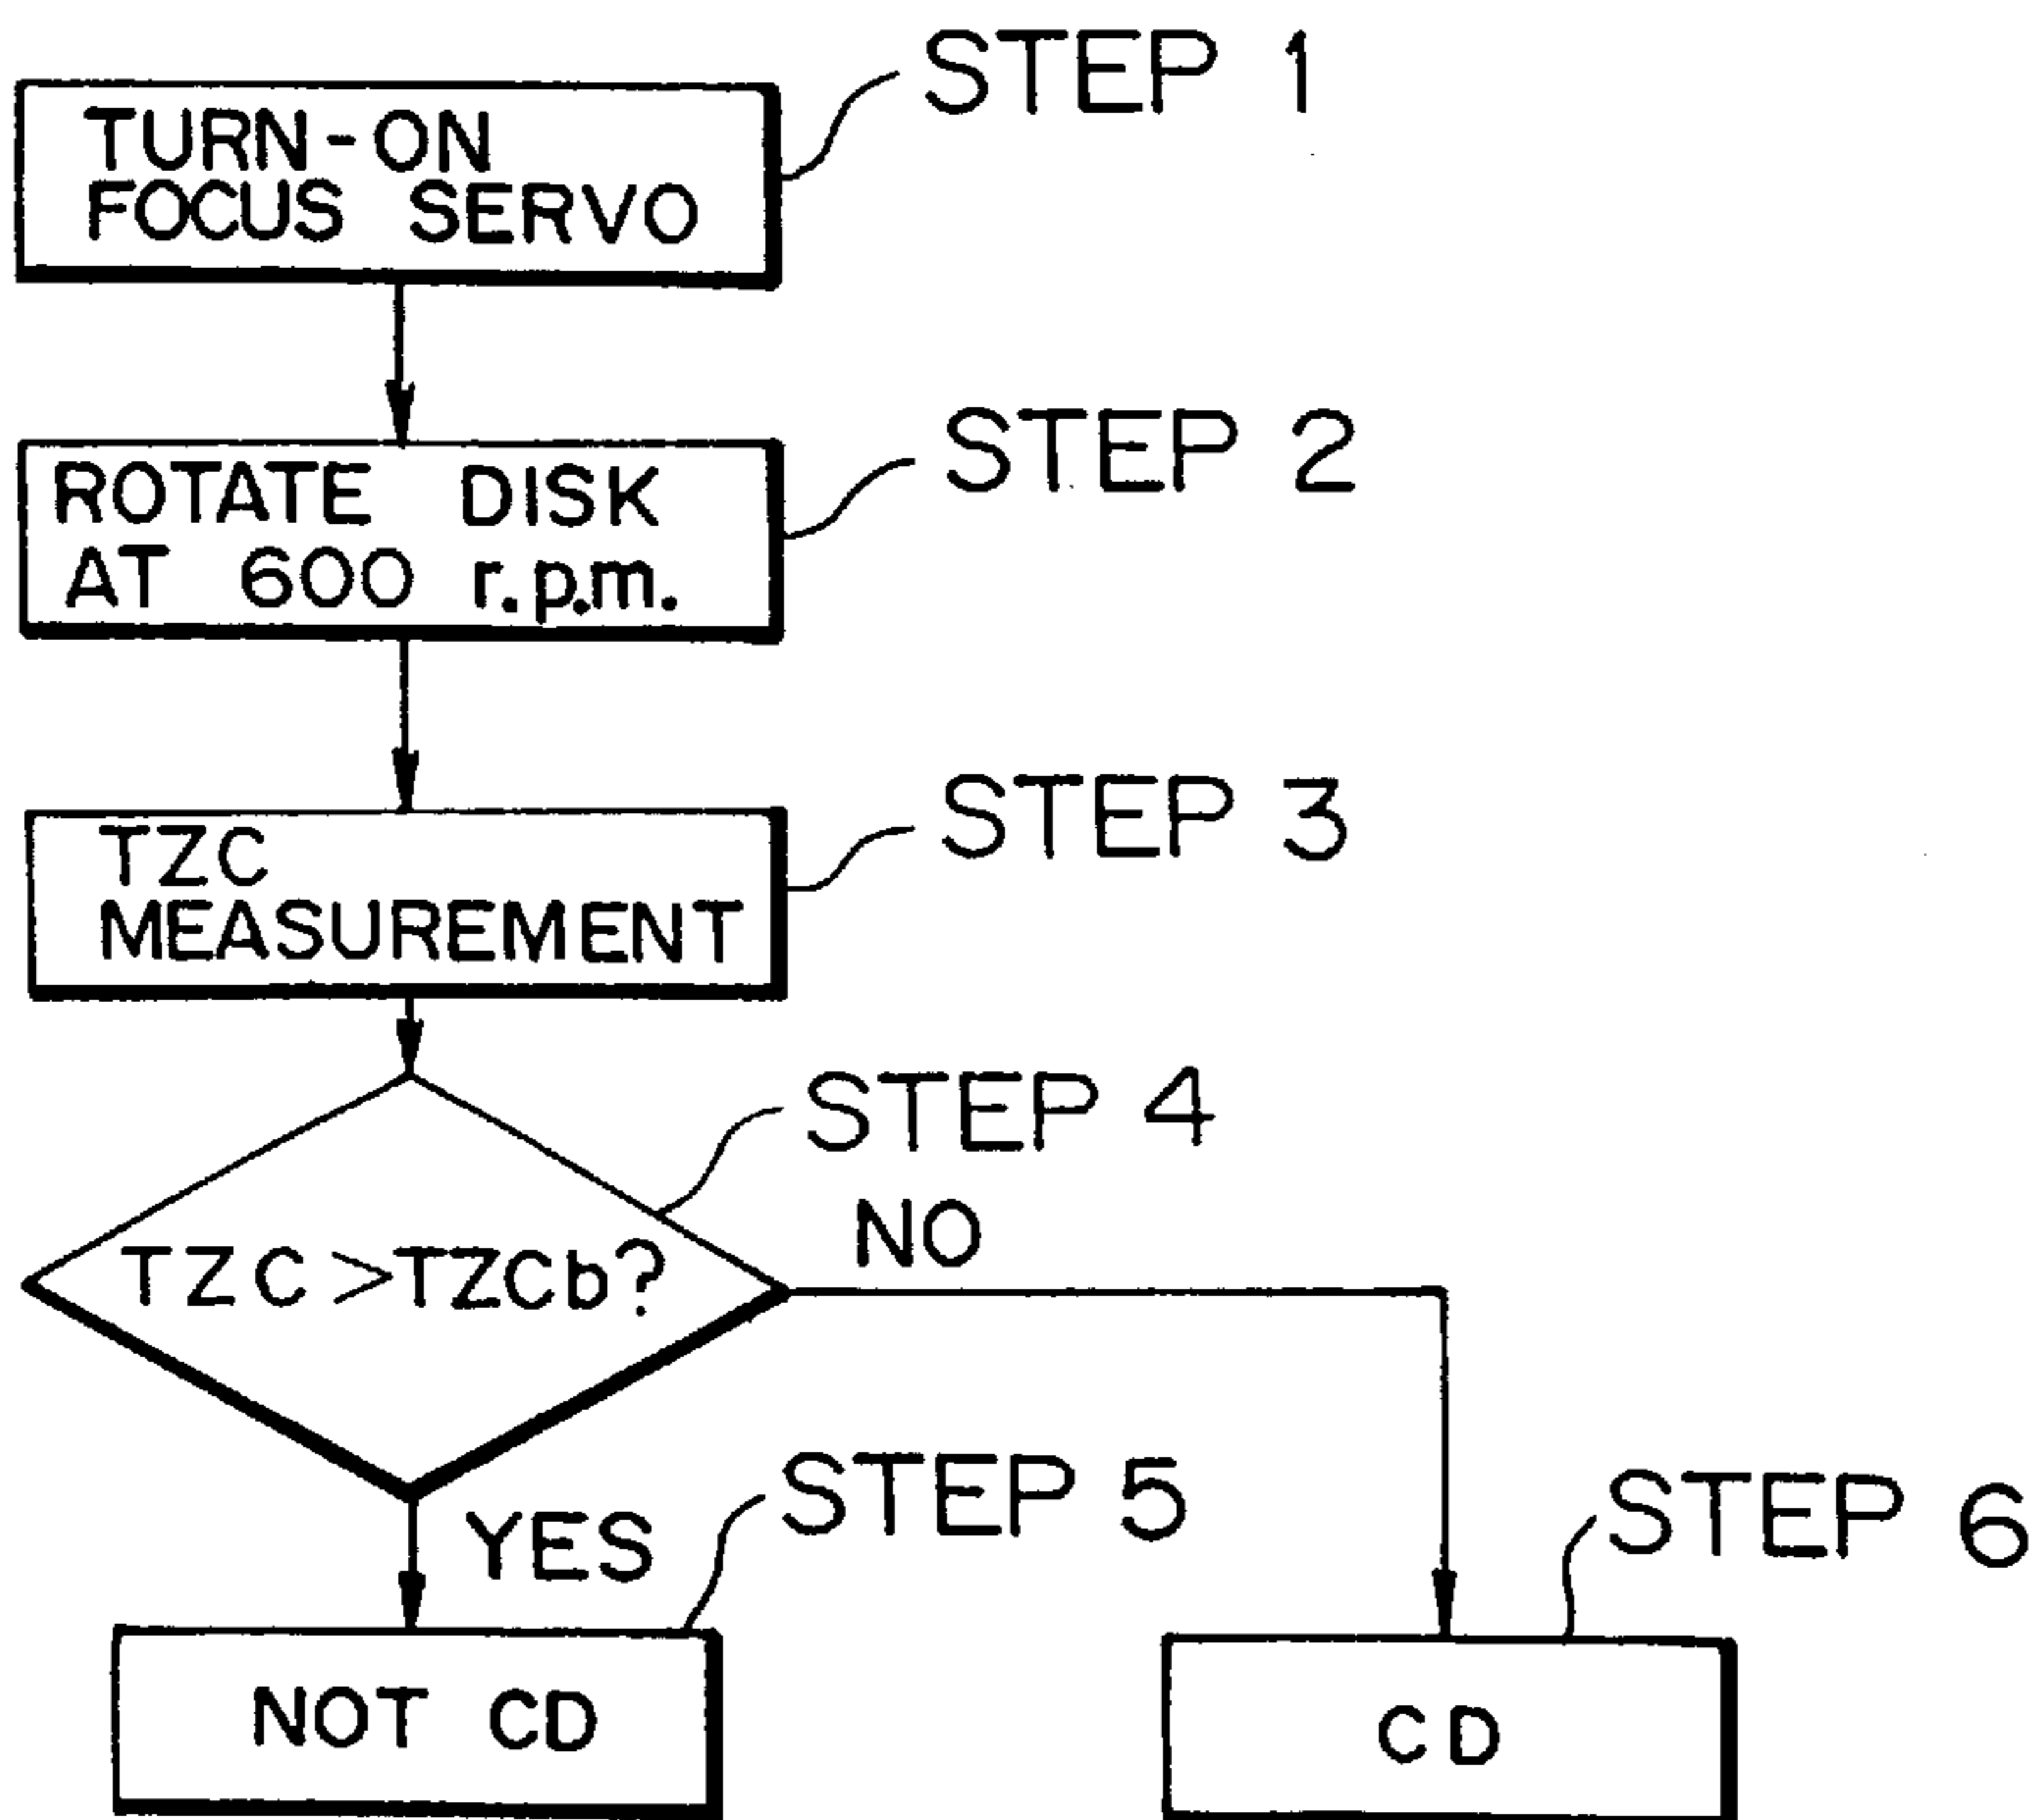 STEP 1
TURN-ON
FOCUS SERVO
STEP 2
ROTATE DISK
AT 600 r.p.m.
STEP 3
TZC
MEASUREMENT
STEP 4
NO
TZC>TZCb?
YES
STEP 5
STEP 6
NOT CD
CD